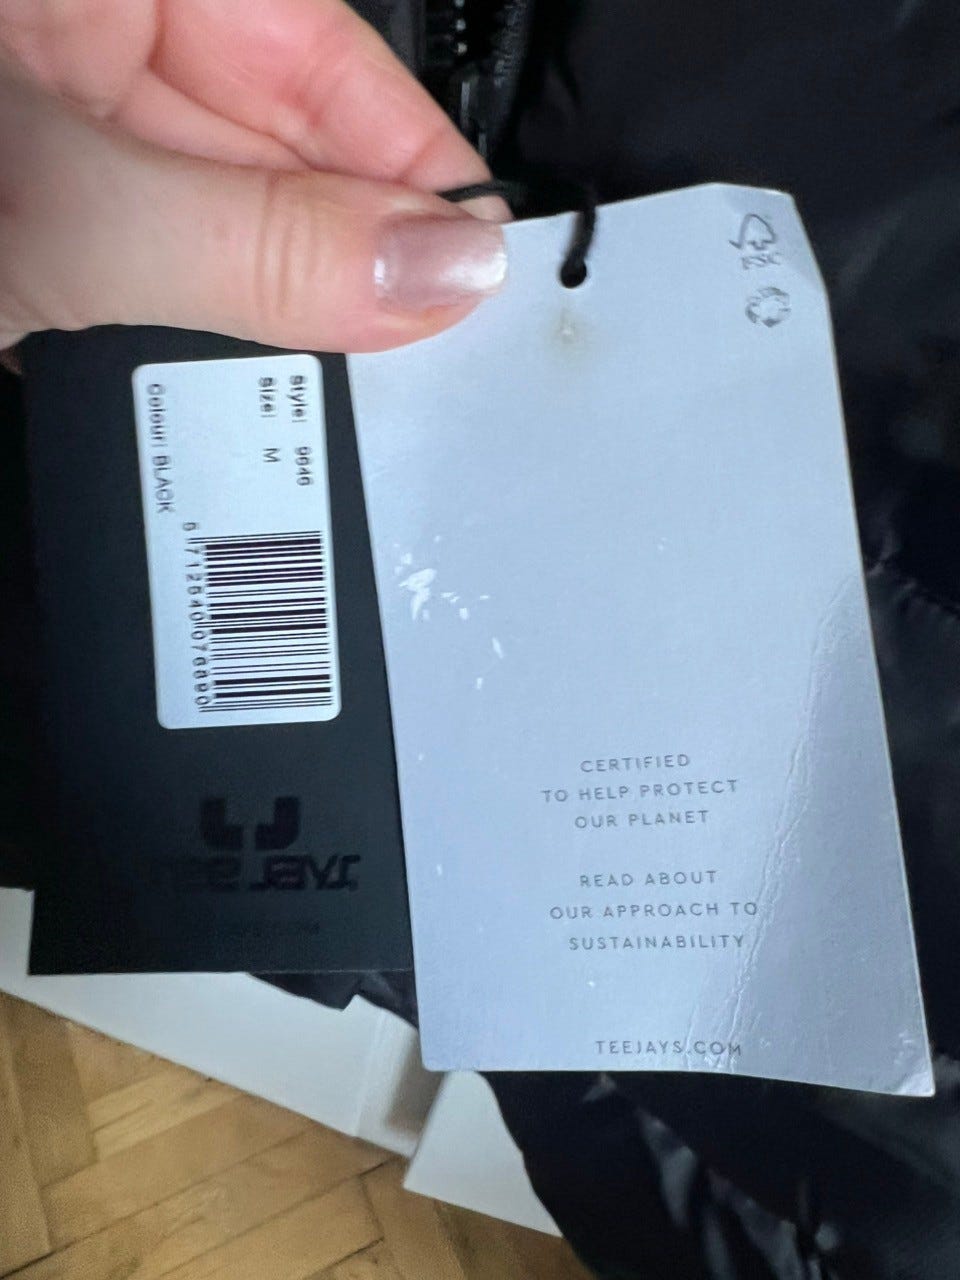 Style: 9646
Size: M
Colour: BLACK
FSC
CERTIFIED
TO HELP PROTECT
OUR PLANET
READ ABOUT
OUR APPROACH TO
SUSTAINABILITY
TEEJAYS.COM